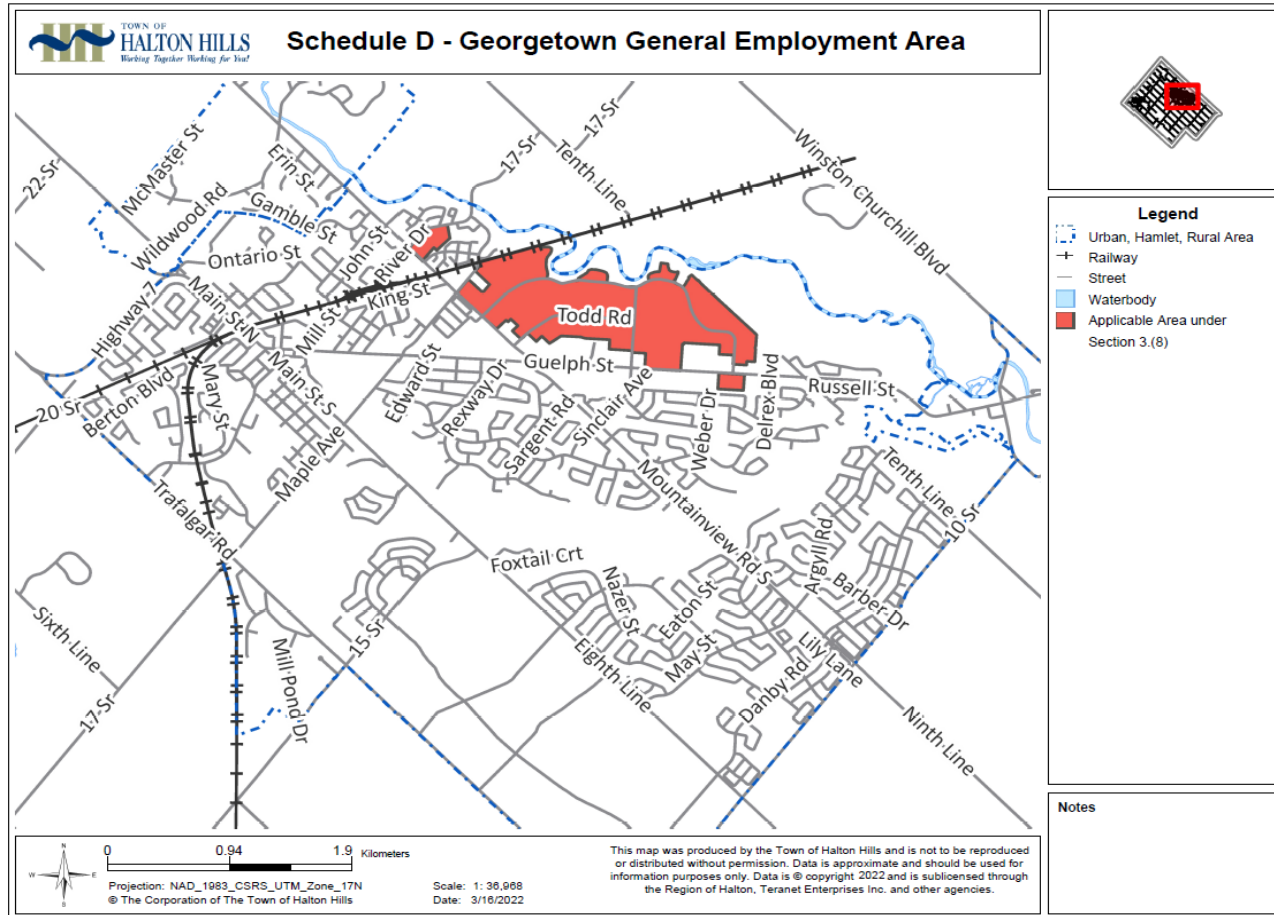 TOWN OF
HALTON HILLS
Working Together Working for You!
Schedule D - Georgetown General Employment Area
22 Sr
McMaster St
Wildwood Rd
Erin St
Gamble St
Ontario St
John St
River Dr
17 Sr
17 Sr
Tenth Line
Winston Churchill Blvd
Highway 7
Main St N
Mill St
King St
Todd Rd
Guelph St
Main St S
Edward St
Rexway Dr
Sargent Rd
Sinclair Ave
Weber Dr
Delrex Blvd
Russell St
20 Sr
Berton Blvd
Mary St
Maple Ave
Trafalgar Rd
Mountainview Rd S
Tenth Line
10 Sr
Argyll Rd
Barber Dr
Foxtail Crt
Nazer St
Eaton St
May St
Lily Lane
Danby Rd
Eighth Line
Ninth Line
Sixth Line
17 Sr
Mill Pond Dr
15 Sr
Legend
Urban, Hamlet, Rural Area
Railway
Street
Waterbody
Applicable Area under
Section 3.(8)
Notes
N
W
E
S
0
0.94
1.9
Kilometers
Projection: NAD_1983_CSRS_UTM_Zone_17N
© The Corporation of The Town of Halton Hills
Scale: 1: 36,968
Date: 3/16/2022
This map was produced by the Town of Halton Hills and is not to be reproduced
or distributed without permission. Data is approximate and should be used for
information purposes only. Data is © copyright 2022 and is sublicensed through
the Region of Halton, Teranet Enterprises Inc. and other agencies.